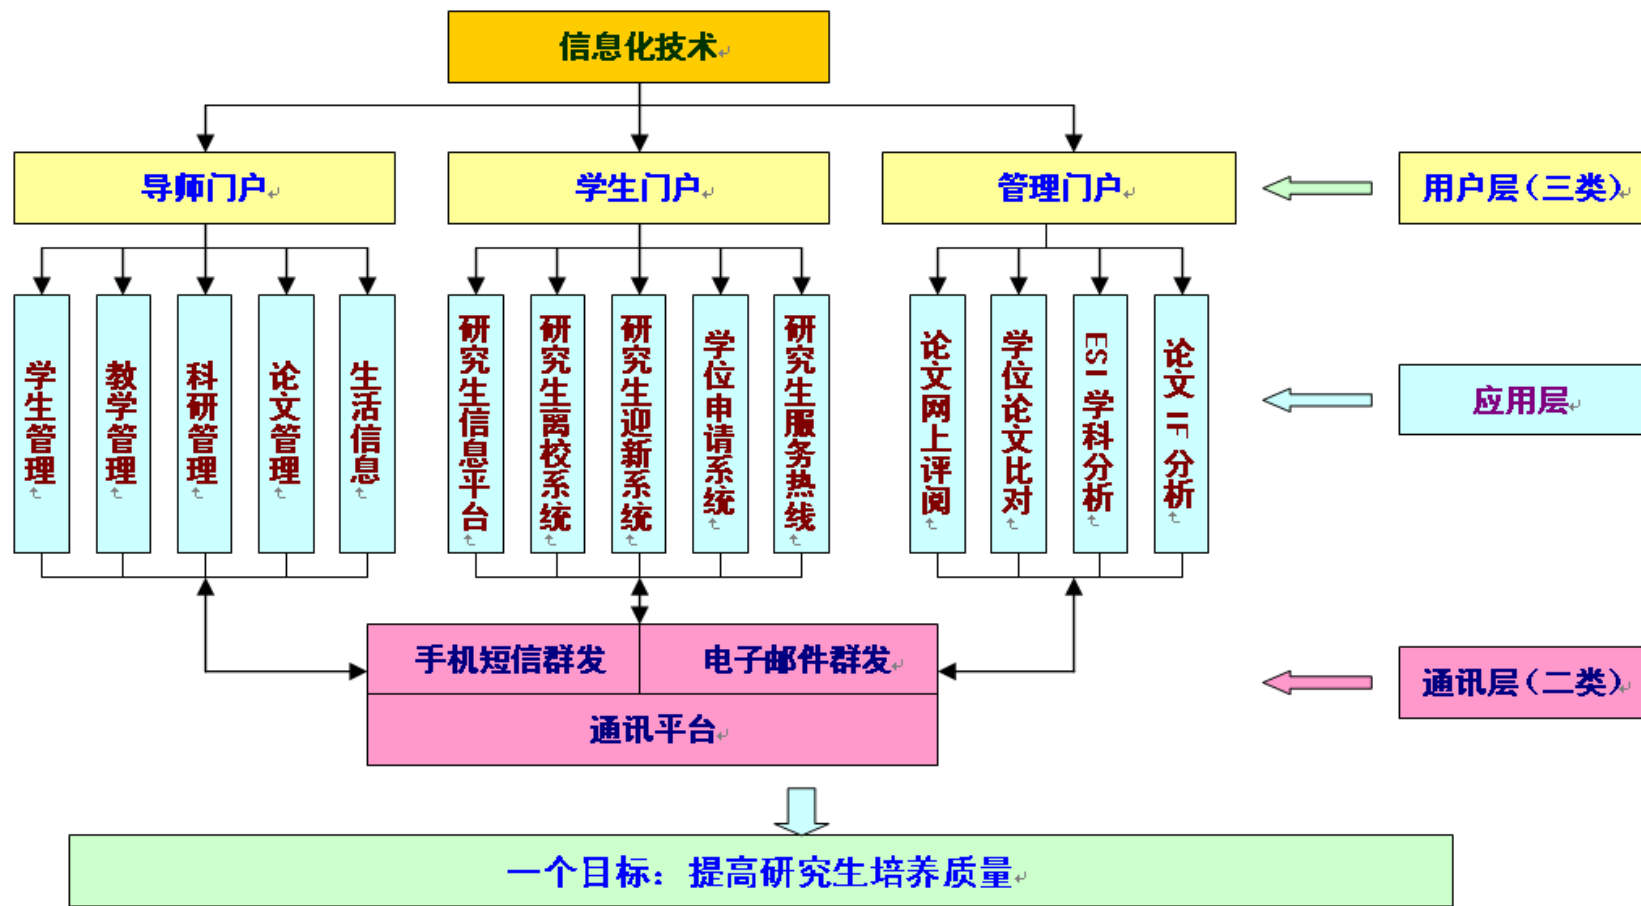 信息化技术
导师门户
学生门户
管理门户
用户层（三类）
学生管理
教学管理
科研管理
论文管理
生活信息
研究生信息平台
研究生离校系统
研究生迎新系统
学位申请系统
研究生服务热线
论文网上评阅
学位论文比对
ESI 学科分析
论文 IF 分析
应用层
手机短信群发
电子邮件群发
通讯平台
通讯层（二类）
一个目标：提高研究生培养质量